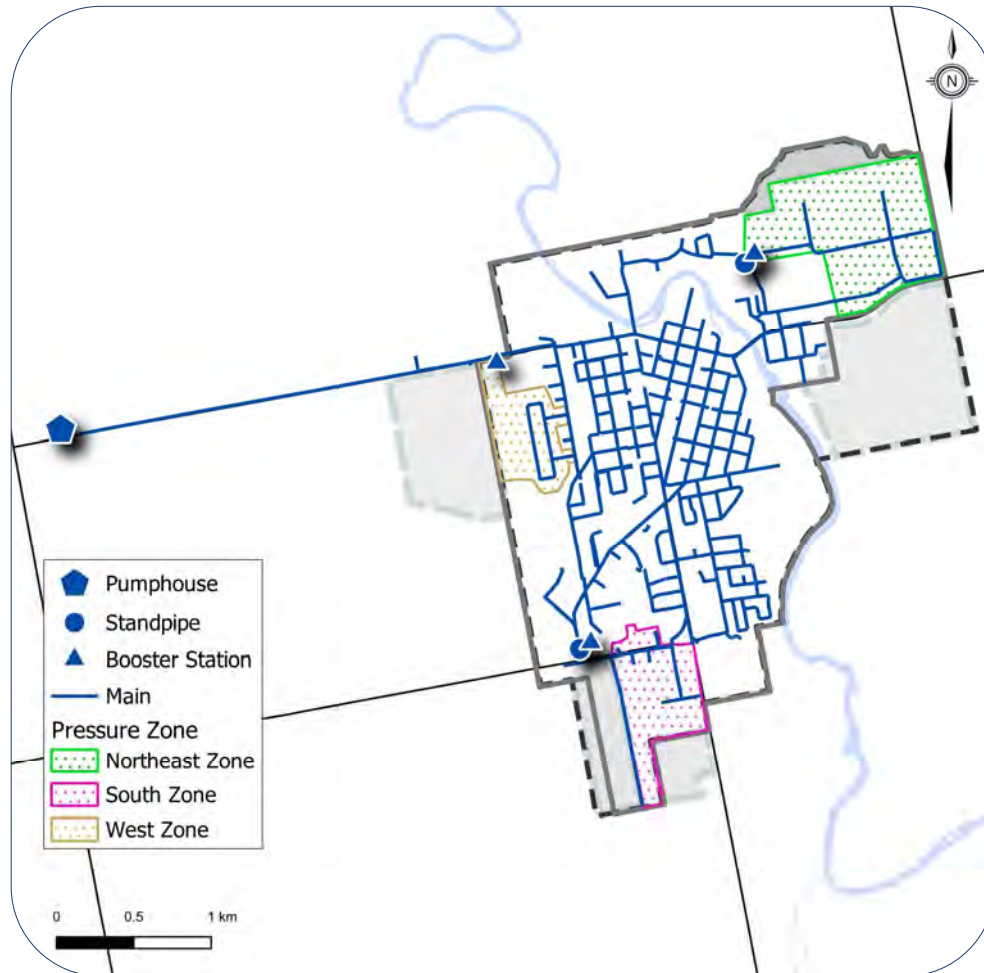 N
Pumphouse
Standpipe
Booster Station
Main
Pressure Zone
Northeast Zone
South Zone
West Zone
0 0.5 1 km